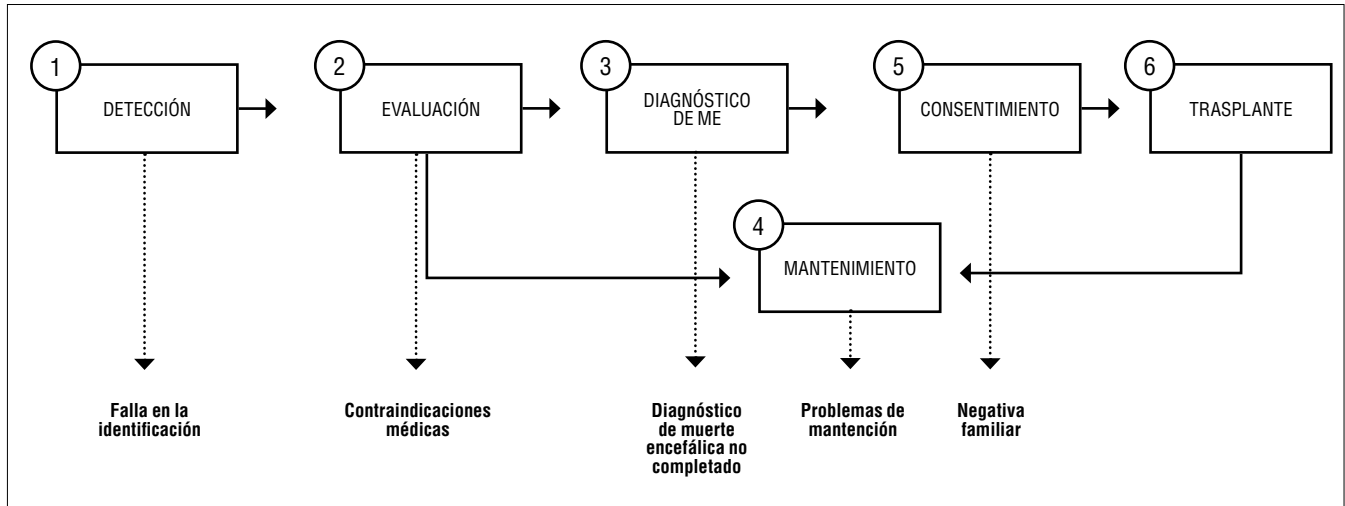 1
DETECCIÓN
2
EVALUACIÓN
3
DIAGNÓSTICO
DE ME
5
CONSENTIMIENTO
6
TRASPLANTE
4
MANTENIMIENTO
Falla en la
identificación
Contraindicaciones
médicas
Diagnóstico
de muerte
encefálica no
completado
Problemas de
mantención
Negativa
familiar